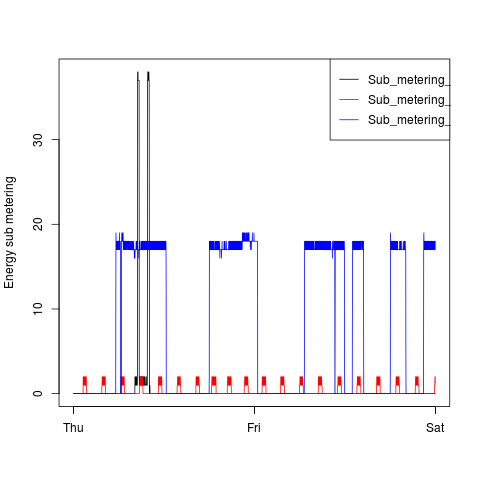 Sub_metering_
Sub_metering_
Sub_metering_
Energy sub metering
30
20
10
0
Thu
Fri
Sat